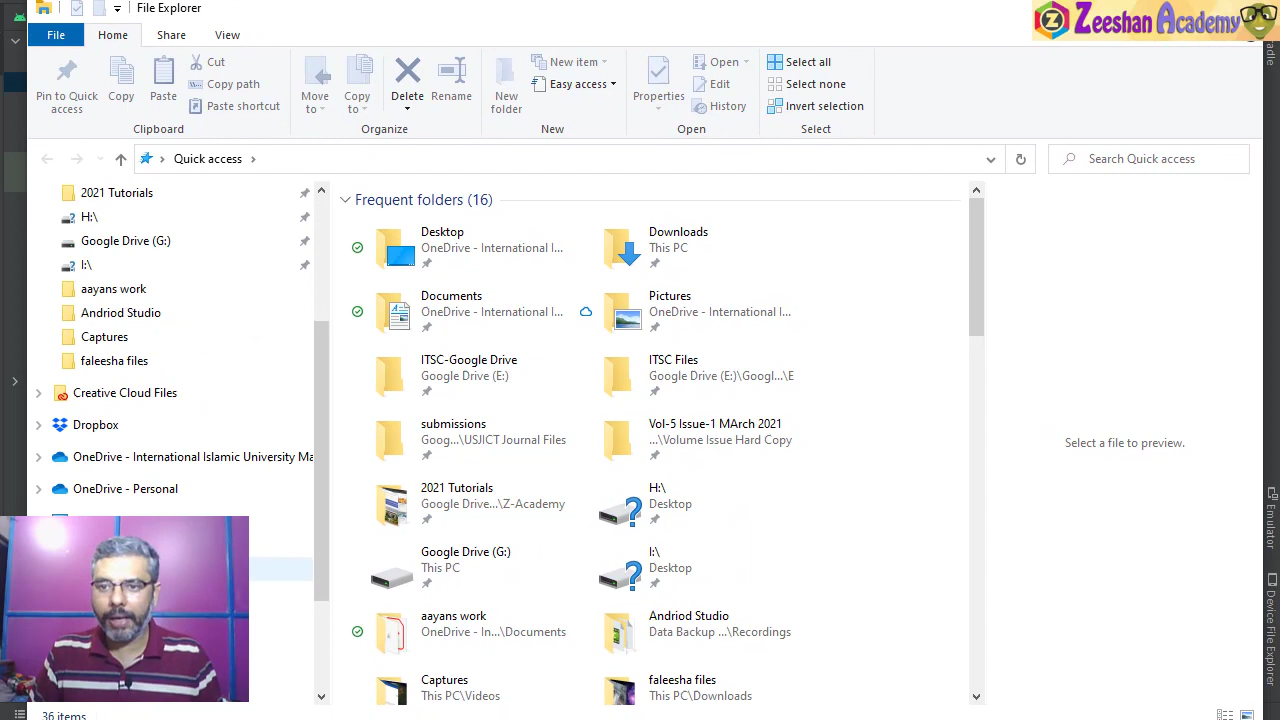 File Explorer
Zeeshan Academy
File Home Share View
Pin to Quick access
Copy
Paste
Cut
Copy path
Paste shortcut
Clipboard
Move to
Copy to
Delete
Rename
Organize
New folder
New item
Easy access
New
Properties
Open
Edit
History
Open
Select all
Select none
Invert selection
Select
Quick access
Search Quick access
2021 Tutorials
H:\
Google Drive (G:)
I:\
aayans work
Andriod Studio
Captures
faleesha files
Creative Cloud Files
Dropbox
OneDrive - International Islamic University Ma
OneDrive - Personal
Frequent folders (16)
Desktop
OneDrive - International I...
Downloads
This PC
Documents
OneDrive - International I...
Pictures
OneDrive - International I...
ITSC-Google Drive
Google Drive (E:)
ITSC Files
Google Drive (E:)\Googl...\E
submissions
Goog...\USJICT Journal Files
Vol-5 Issue-1 MArch 2021
...\Volume Issue Hard Copy
2021 Tutorials
Google Drive...\Z-Academy
H:\
Desktop
Google Drive (G:)
This PC
Desktop
aayans work
OneDrive - In...\Documents
Andriod Studio
Data Backup ...\Recordings
Captures
This PC\Videos
faleesha files
This PC\Downloads
Select a file to preview.
Emulator
Device File Explorer
36 items